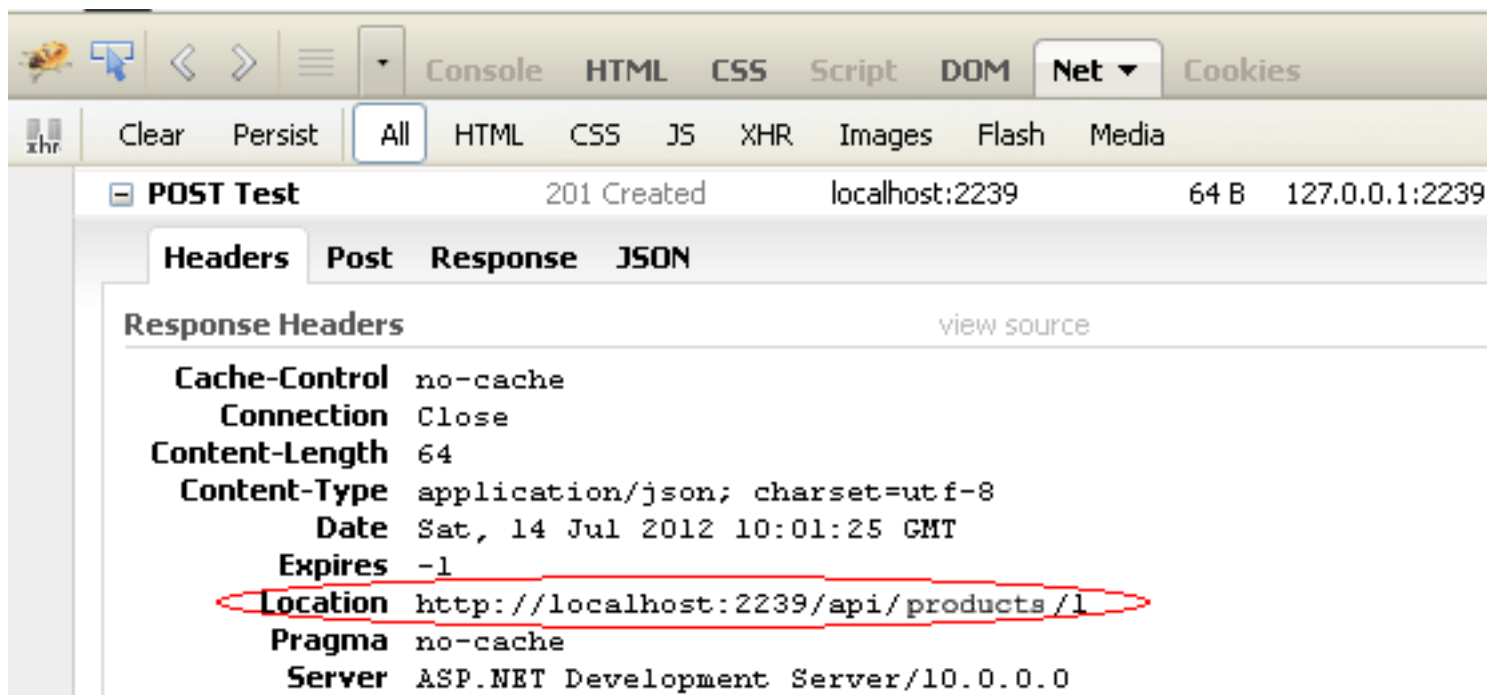 Console HTML CSS Script DOM Net Cookies
xhr Clear Persist All HTML CSS JS XHR Images Flash Media
POST Test 201 Created localhost:2239 64 B 127.0.0.1:2239
Headers Post Response JSON
Response Headers view source
Cache-Control no-cache
Connection Close
Content-Length 64
Content-Type application/json; charset=utf-8
Date Sat, 14 Jul 2012 10:01:25 GMT
Expires -1
Location http://localhost:2239/api/products/1
Pragma no-cache
Server ASP.NET Development Server/10.0.0.0